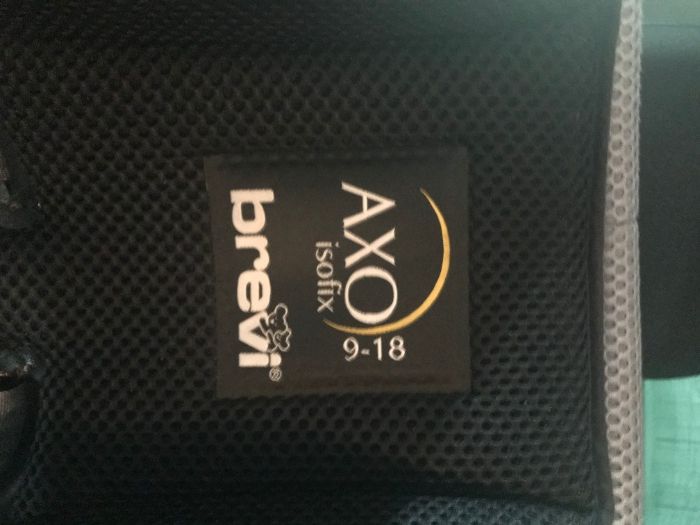 AXO
isofix
9-18
brevi®